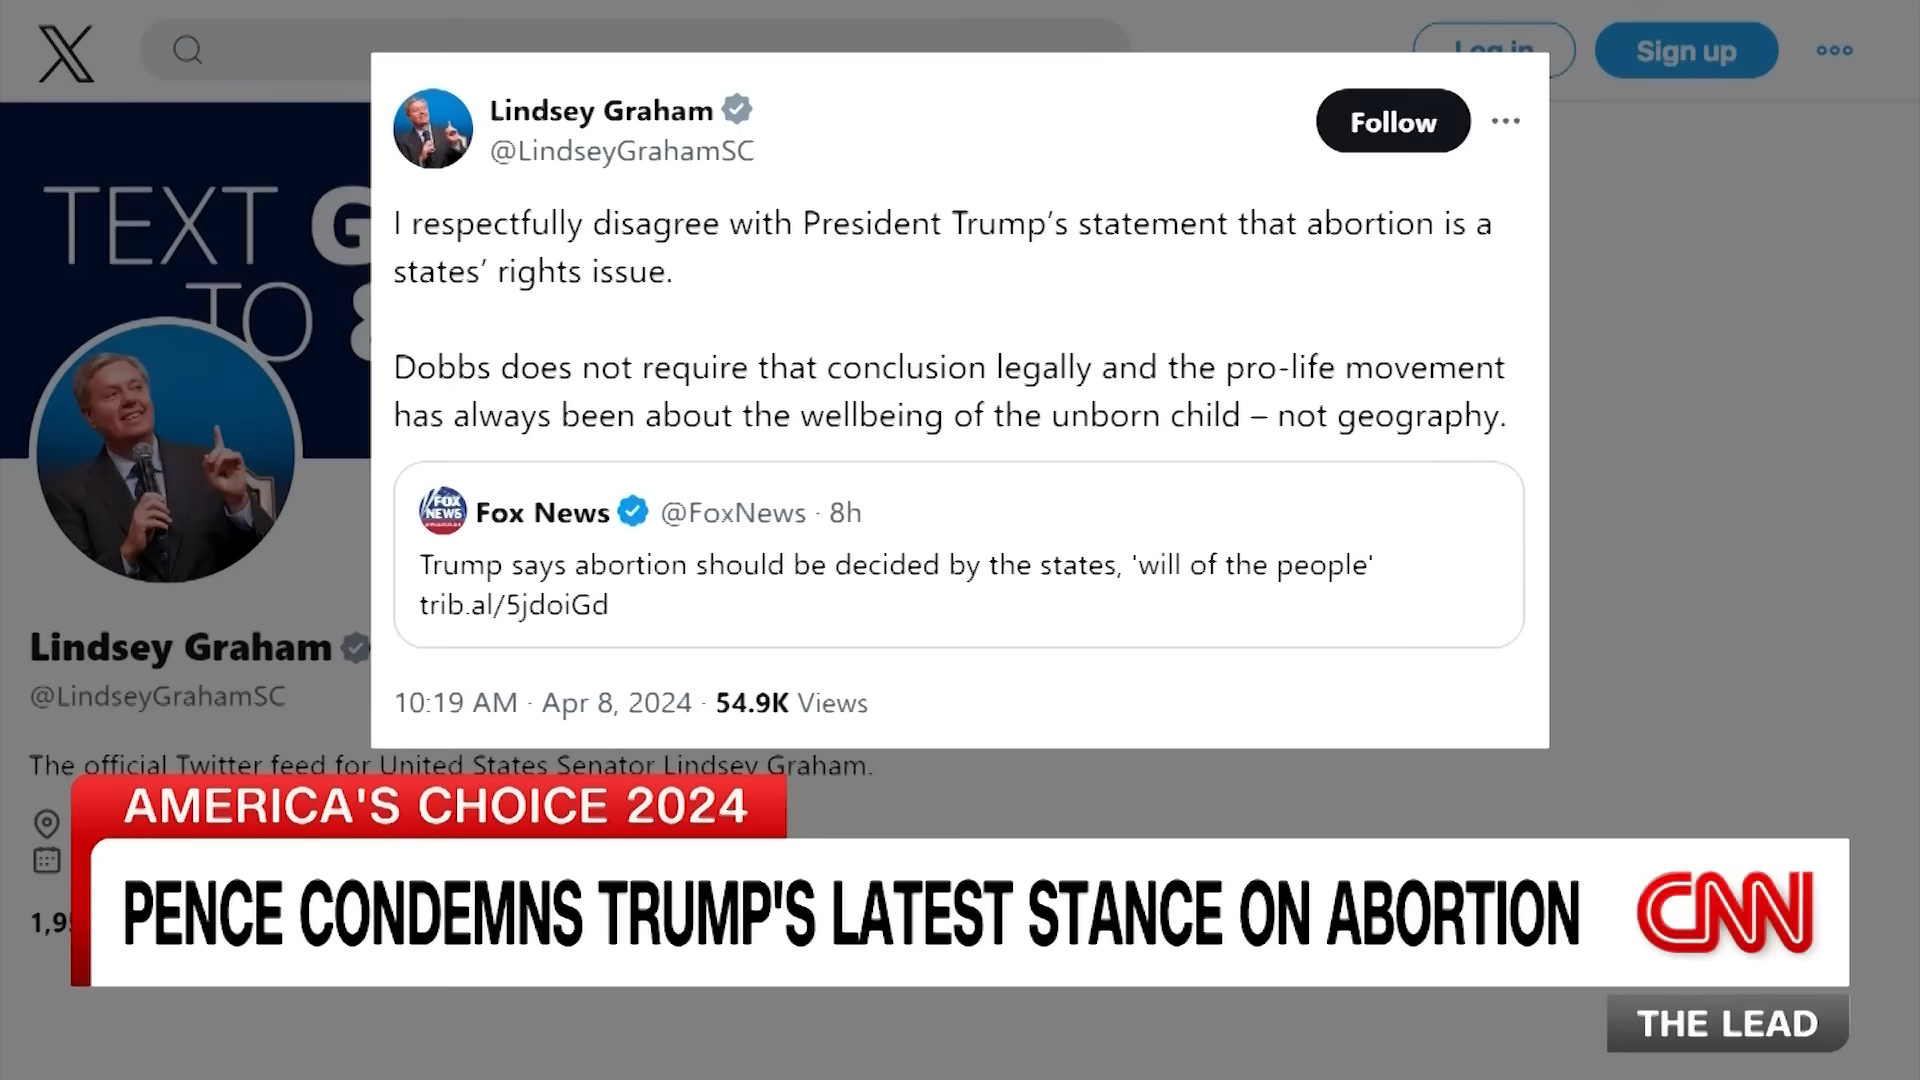 X
Log in
Sign up
TEXT G
TO
Lindsey Graham
@LindseyGrahamSC
Follow
I respectfully disagree with President Trump’s statement that abortion is a
states’ rights issue.
Dobbs does not require that conclusion legally and the pro-life movement
has always been about the wellbeing of the unborn child – not geography.
FOX
NEWS
Fox News @FoxNews · 8h
Trump says abortion should be decided by the states, 'will of the people'
trib.al/5jdoiGd
10:19 AM · Apr 8, 2024 · 54.9K Views
Lindsey Graham
@LindseyGrahamSC
The official Twitter feed for United States Senator Lindsey Graham.
1,9
AMERICA'S CHOICE 2024
PENCE CONDEMNS TRUMP'S LATEST STANCE ON ABORTION
CNN
THE LEAD